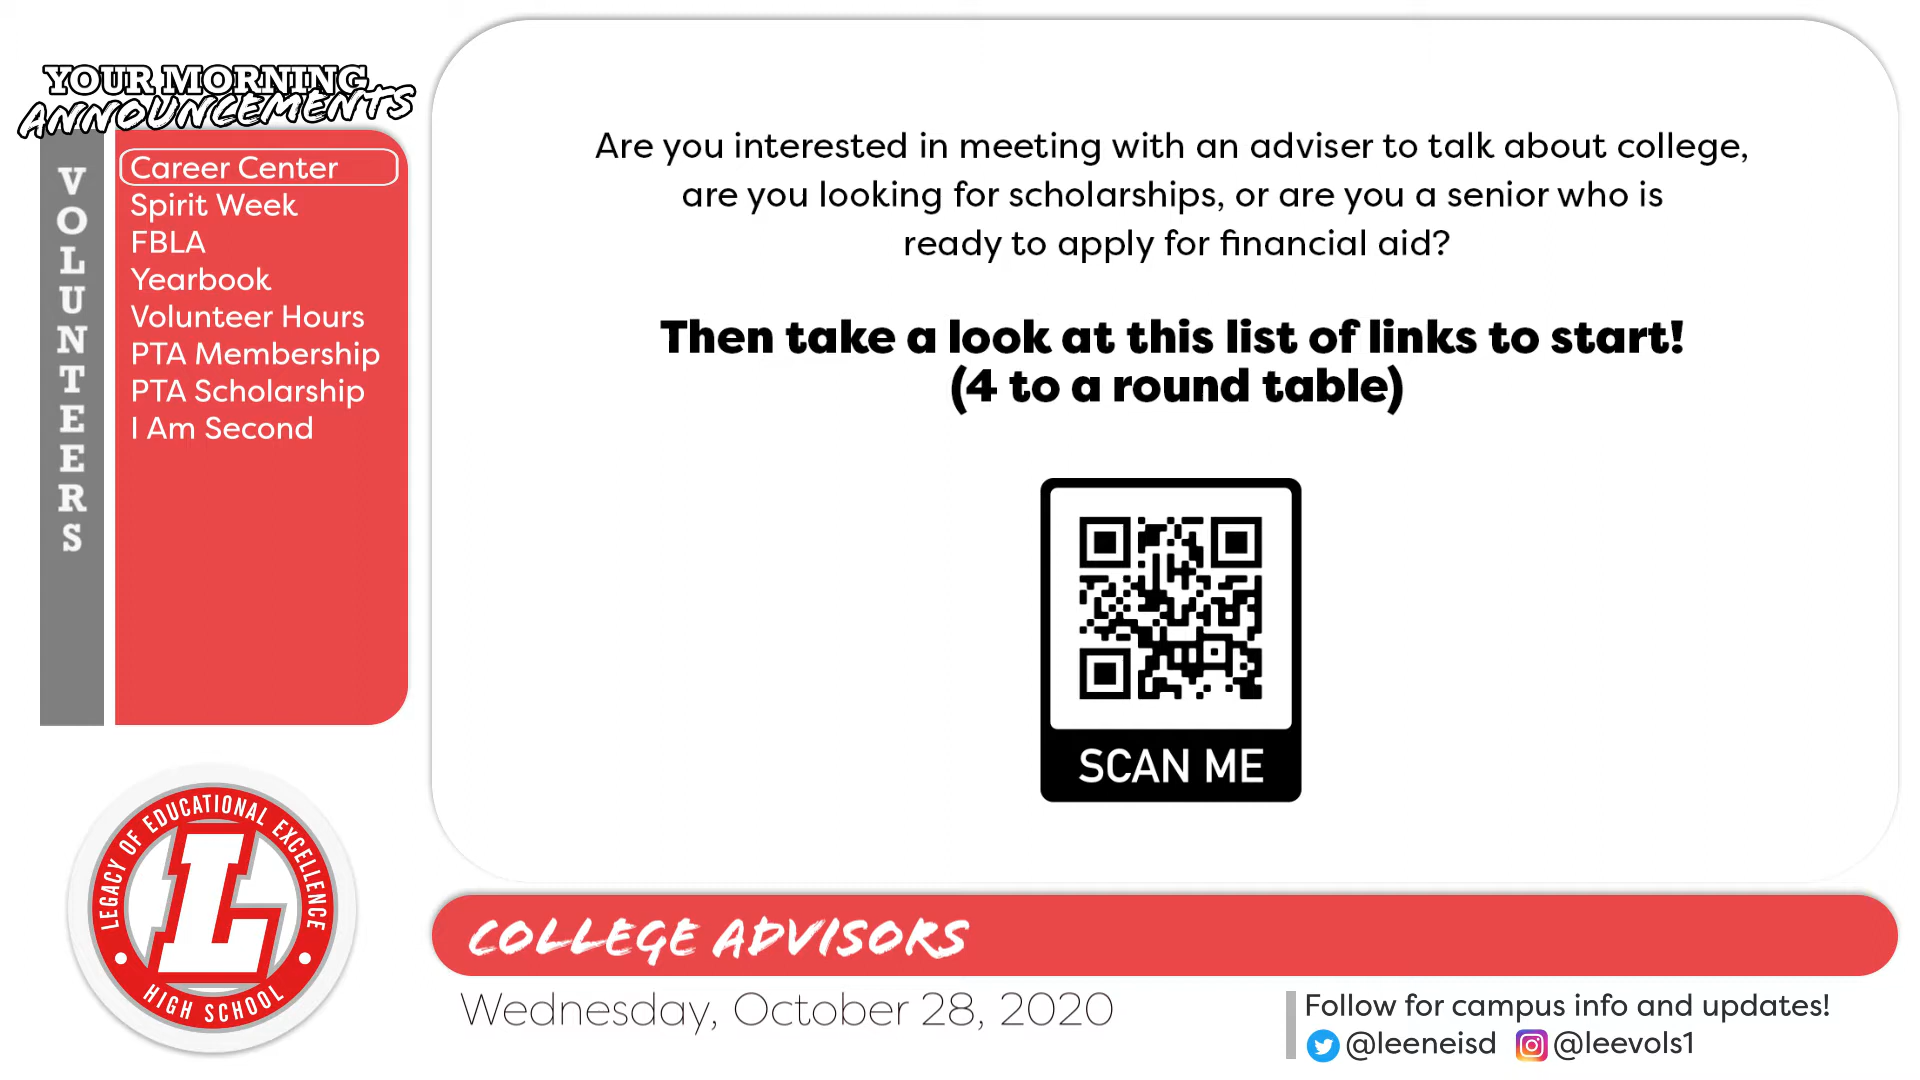 YOUR MORNING
ANNOUNCEMENTS
VOLUNTEERS
Career Center
Spirit Week
FBLA
Yearbook
Volunteer Hours
PTA Membership
PTA Scholarship
I Am Second
LEGACY OF EDUCATIONAL EXCELLENCE
L
HIGH SCHOOL
Are you interested in meeting with an adviser to talk about college,
are you looking for scholarships, or are you a senior who is
ready to apply for financial aid?
Then take a look at this list of links to start!
(4 to a round table)
SCAN ME
COLLEGE ADVISORS
Wednesday, October 28, 2020
Follow for campus info and updates!
@leeneisd @leevols1